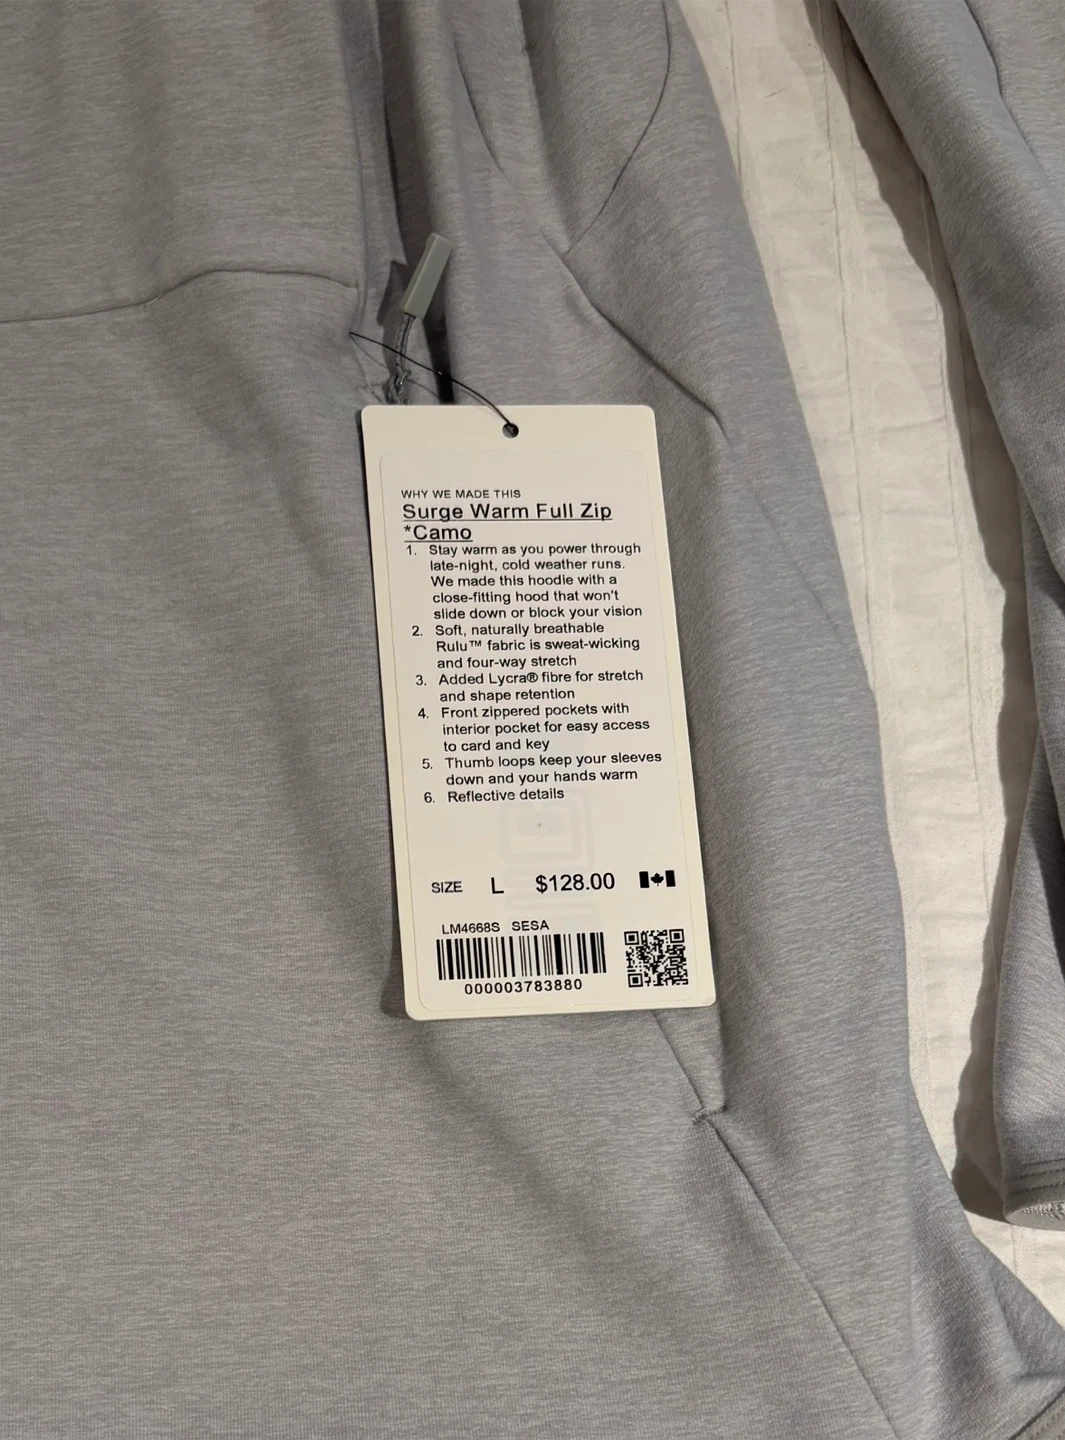 WHY WE MADE THIS
Surge Warm Full Zip
*Camo
1. Stay warm as you power through
late-night, cold weather runs.
We made this hoodie with a
close-fitting hood that won't
slide down or block your vision
2. Soft, naturally breathable
Rulu™ fabric is sweat-wicking
and four-way stretch
3. Added Lycra® fibre for stretch
and shape retention
4. Front zippered pockets with
interior pocket for easy access
to card and key
5. Thumb loops keep your sleeves
down and your hands warm
6. Reflective details
SIZE L $128.00
LM4668S SESA
000003783880